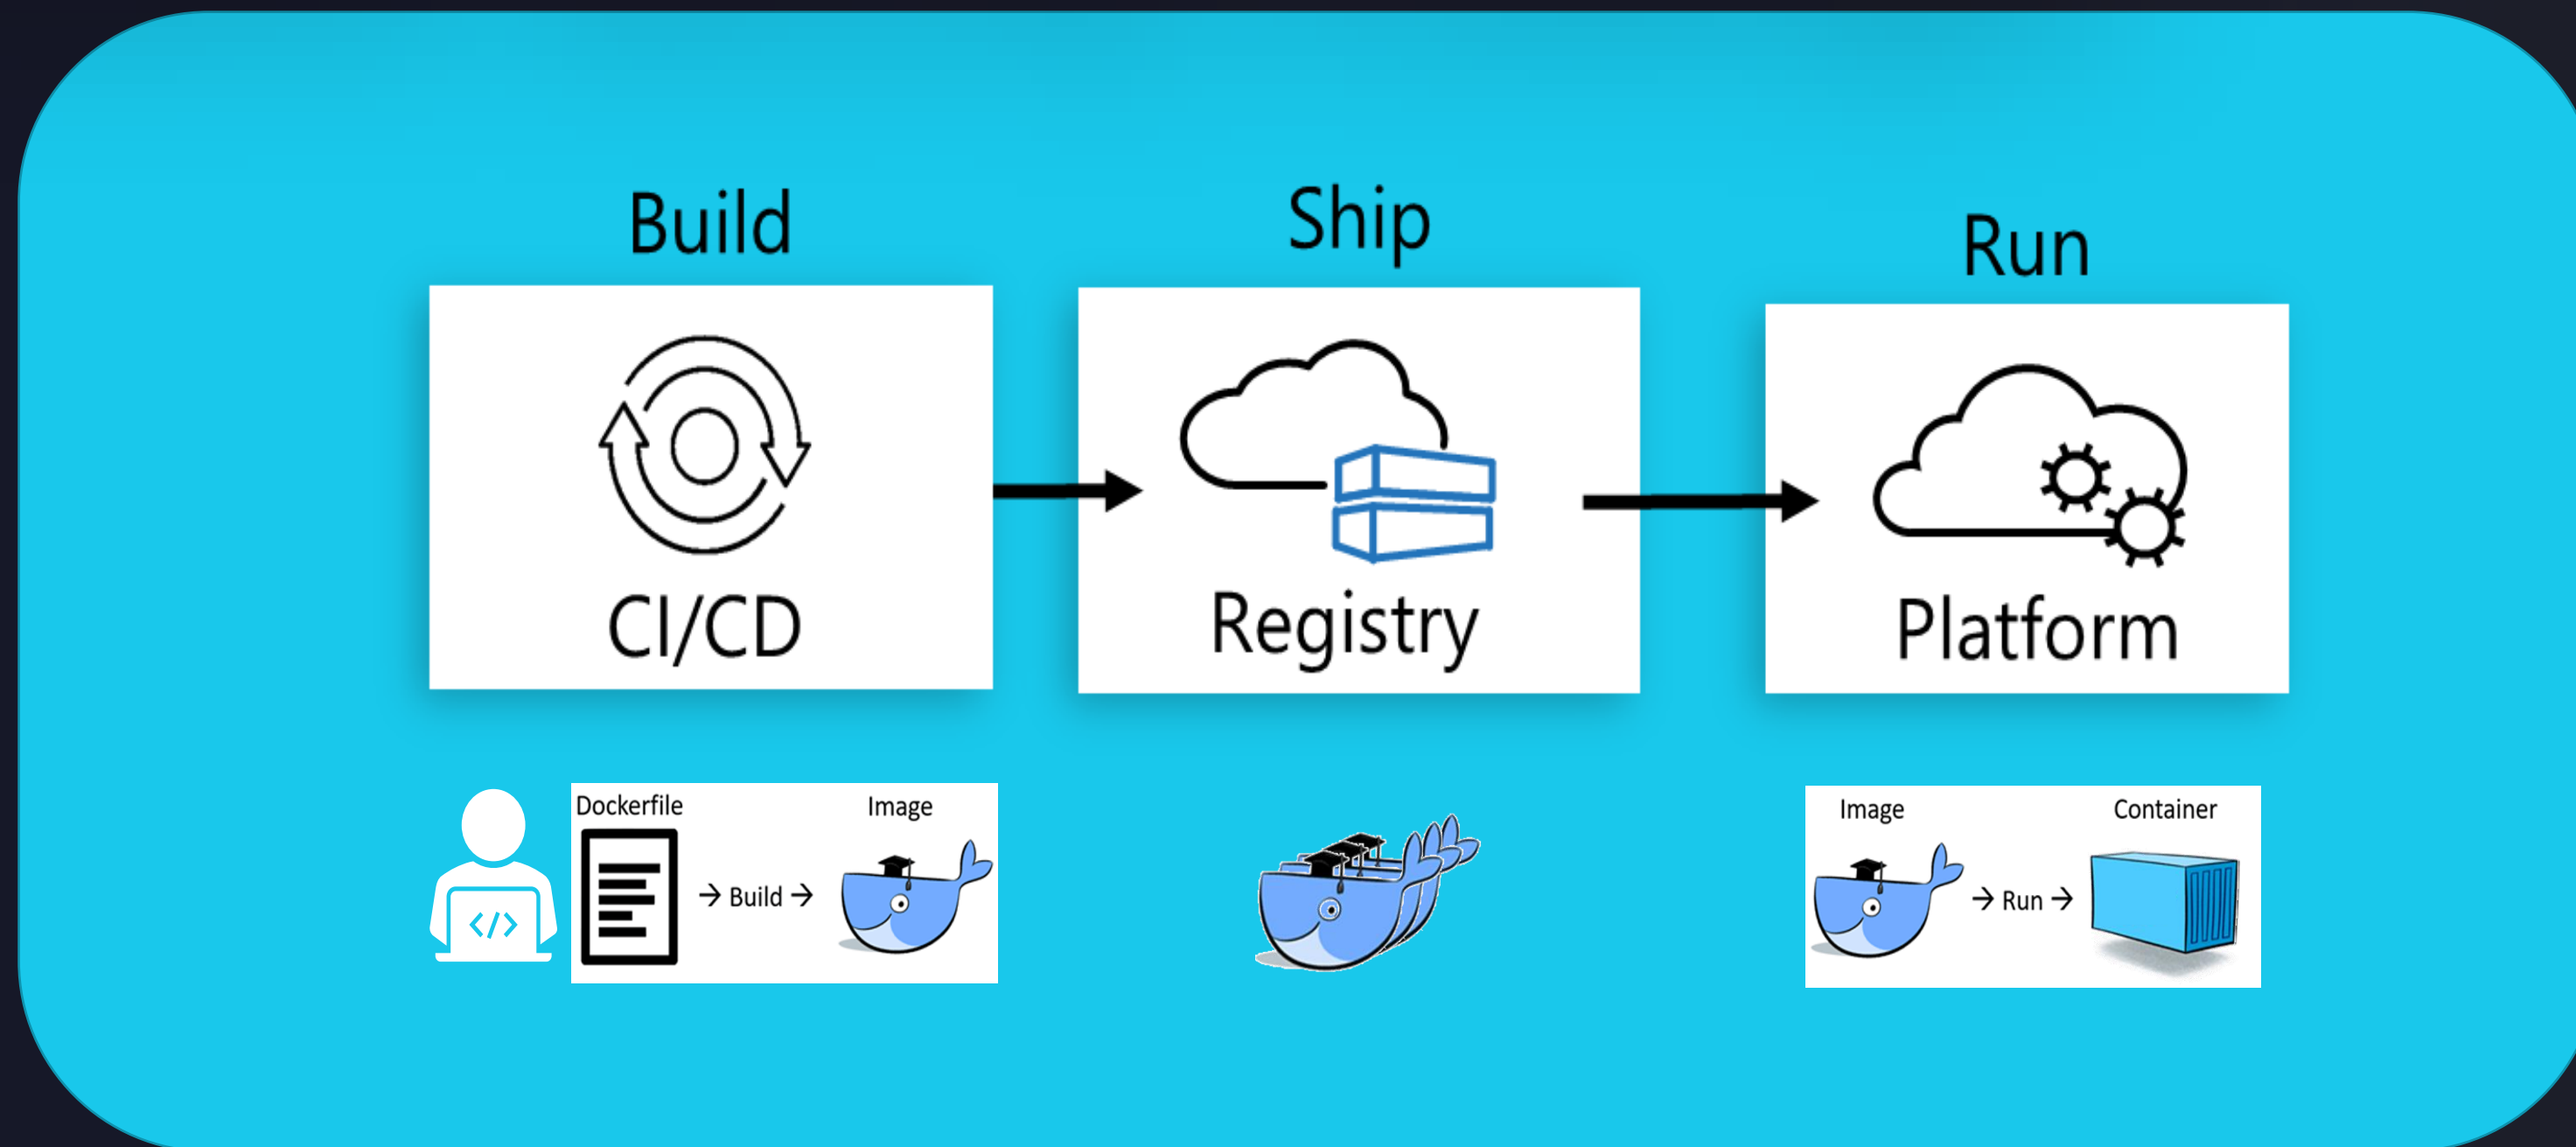 Build
Ship
Run
CI/CD
Registry
Platform
Dockerfile
Image
→ Build →
</>
Image
Container
→ Run →